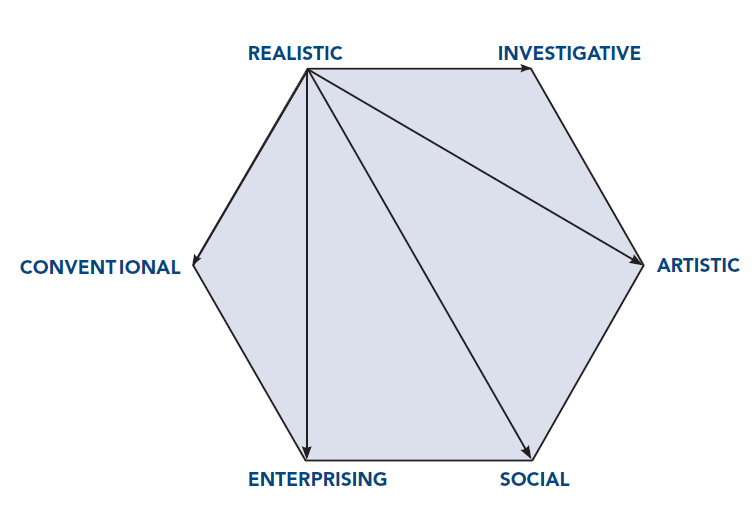 REALISTIC
INVESTIGATIVE
CONVENTIONAL
ARTISTIC
ENTERPRISING
SOCIAL